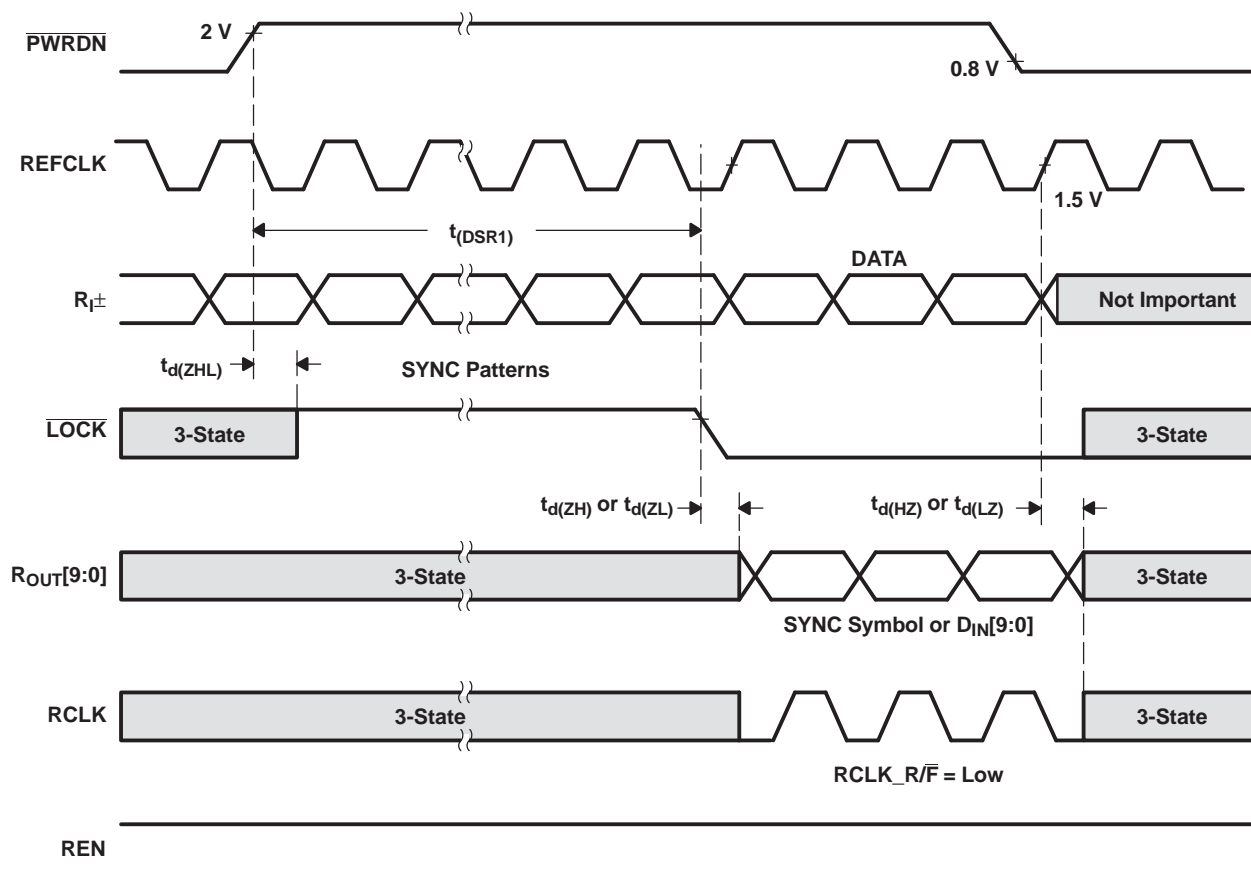 PWRDN
2 V
0.8 V
REFCLK
1.5 V
t(DSR1)
DATA
RI±
Not Important
td(ZHL)
SYNC Patterns
LOCK
3-State
3-State
td(ZH) or td(ZL)
td(HZ) or td(LZ)
ROUT[9:0]
3-State
3-State
SYNC Symbol or DIN[9:0]
RCLK
3-State
3-State
RCLK_R/F̅ = Low
REN